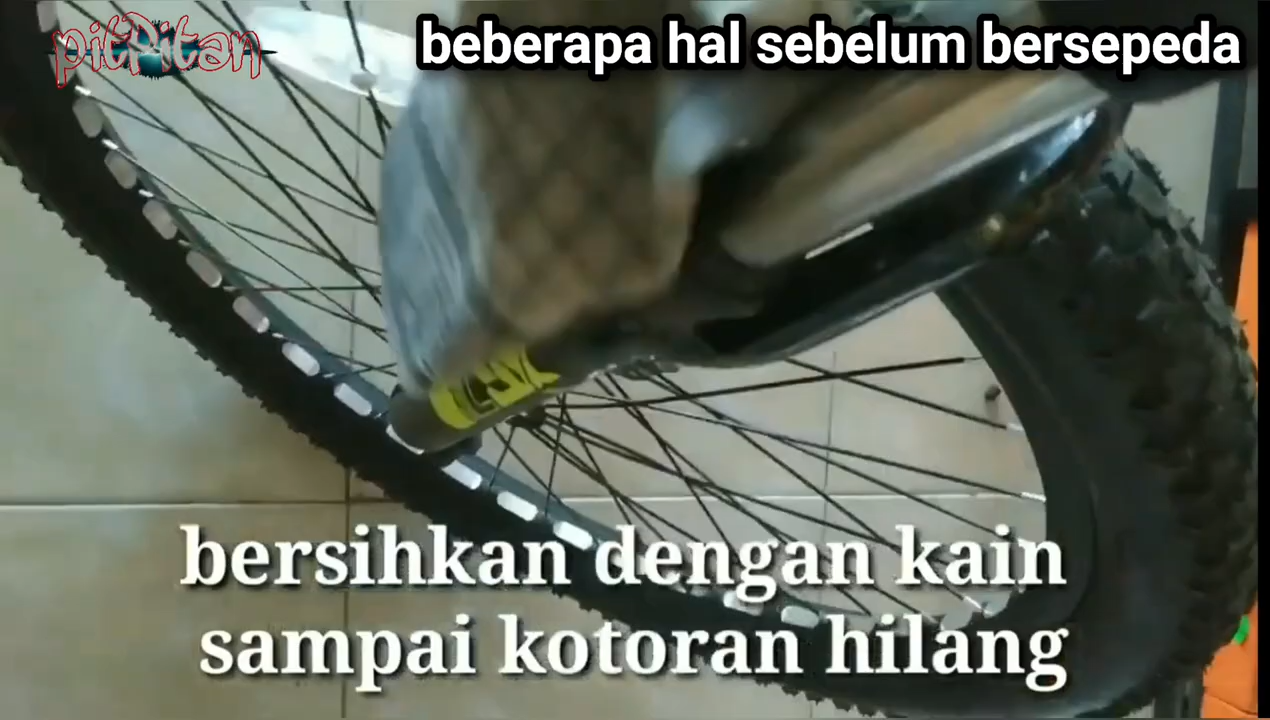 pitPitan
beberapa hal sebelum bersepeda
bersihkan dengan kain
sampai kotoran hilang